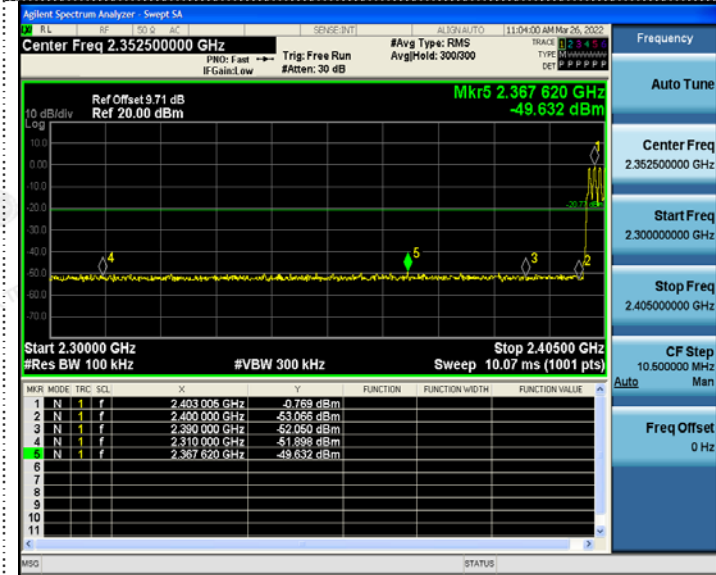 Agilent Spectrum Analyzer - Swept SA
RL RF 50 Ω AC SENSE:INT ALIGN AUTO 11:04:00 AM Mar 26, 2022
Center Freq 2.352500000 GHz #Avg Type: RMS TRACE 1 2 3 4 5 6
PNO: Fast Trig: Free Run Avg|Hold: 300/300 TYPE M W W W W W
IFGain:Low #Atten: 30 dB DET P P P P P P
Mkr5 2.367 620 GHz
Ref Offset 9.71 dB
10 dB/div Ref 20.00 dBm -49.632 dBm
Log
10.0
0.00
-10.0
-20.0
-30.0
-40.0
-50.0
-60.0
-70.0
1
4
5
3
2
Start 2.30000 GHz Stop 2.40500 GHz
#Res BW 100 kHz #VBW 300 kHz Sweep 10.07 ms (1001 pts)
MKR MODE TRC SCL X Y FUNCTION FUNCTION WIDTH FUNCTION VALUE
1 N 1 f 2.403 005 GHz -0.769 dBm
2 N 1 f 2.400 000 GHz -53.066 dBm
3 N 1 f 2.390 000 GHz -52.050 dBm
4 N 1 f 2.310 000 GHz -51.898 dBm
5 N 1 f 2.367 620 GHz -49.632 dBm
6
7
8
9
10
11
MSG STATUS
Frequency
Auto Tune
Center Freq
2.352500000 GHz
Start Freq
2.300000000 GHz
Stop Freq
2.405000000 GHz
CF Step
10.500000 MHz
Auto Man
Freq Offset
0 Hz